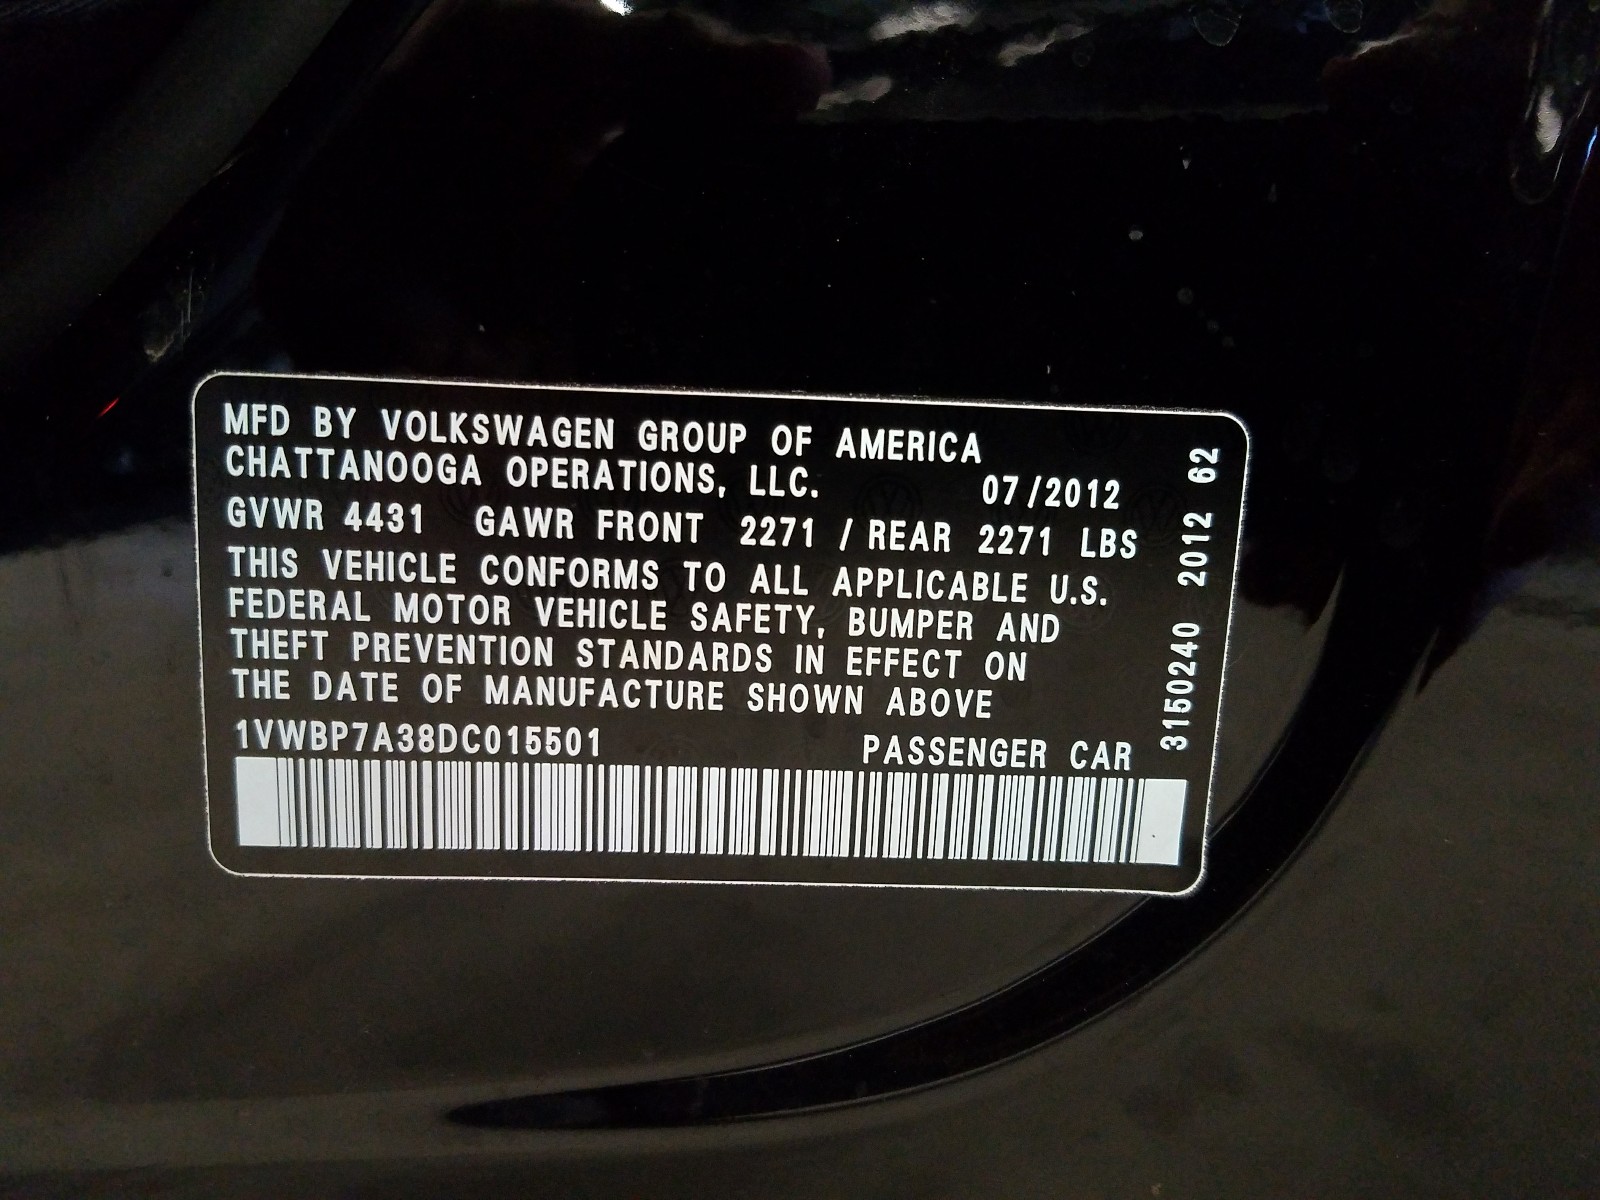 MFD BY VOLKSWAGEN GROUP OF AMERICA
CHATTANOOGA OPERATIONS, LLC. 07/2012
GVWR 4431 GAWR FRONT 2271 / REAR 2271 LBS
THIS VEHICLE CONFORMS TO ALL APPLICABLE U.S.
FEDERAL MOTOR VEHICLE SAFETY, BUMPER AND
THEFT PREVENTION STANDARDS IN EFFECT ON
THE DATE OF MANUFACTURE SHOWN ABOVE
1VWBP7A38DC015501 PASSENGER CAR
3150240 2012 62